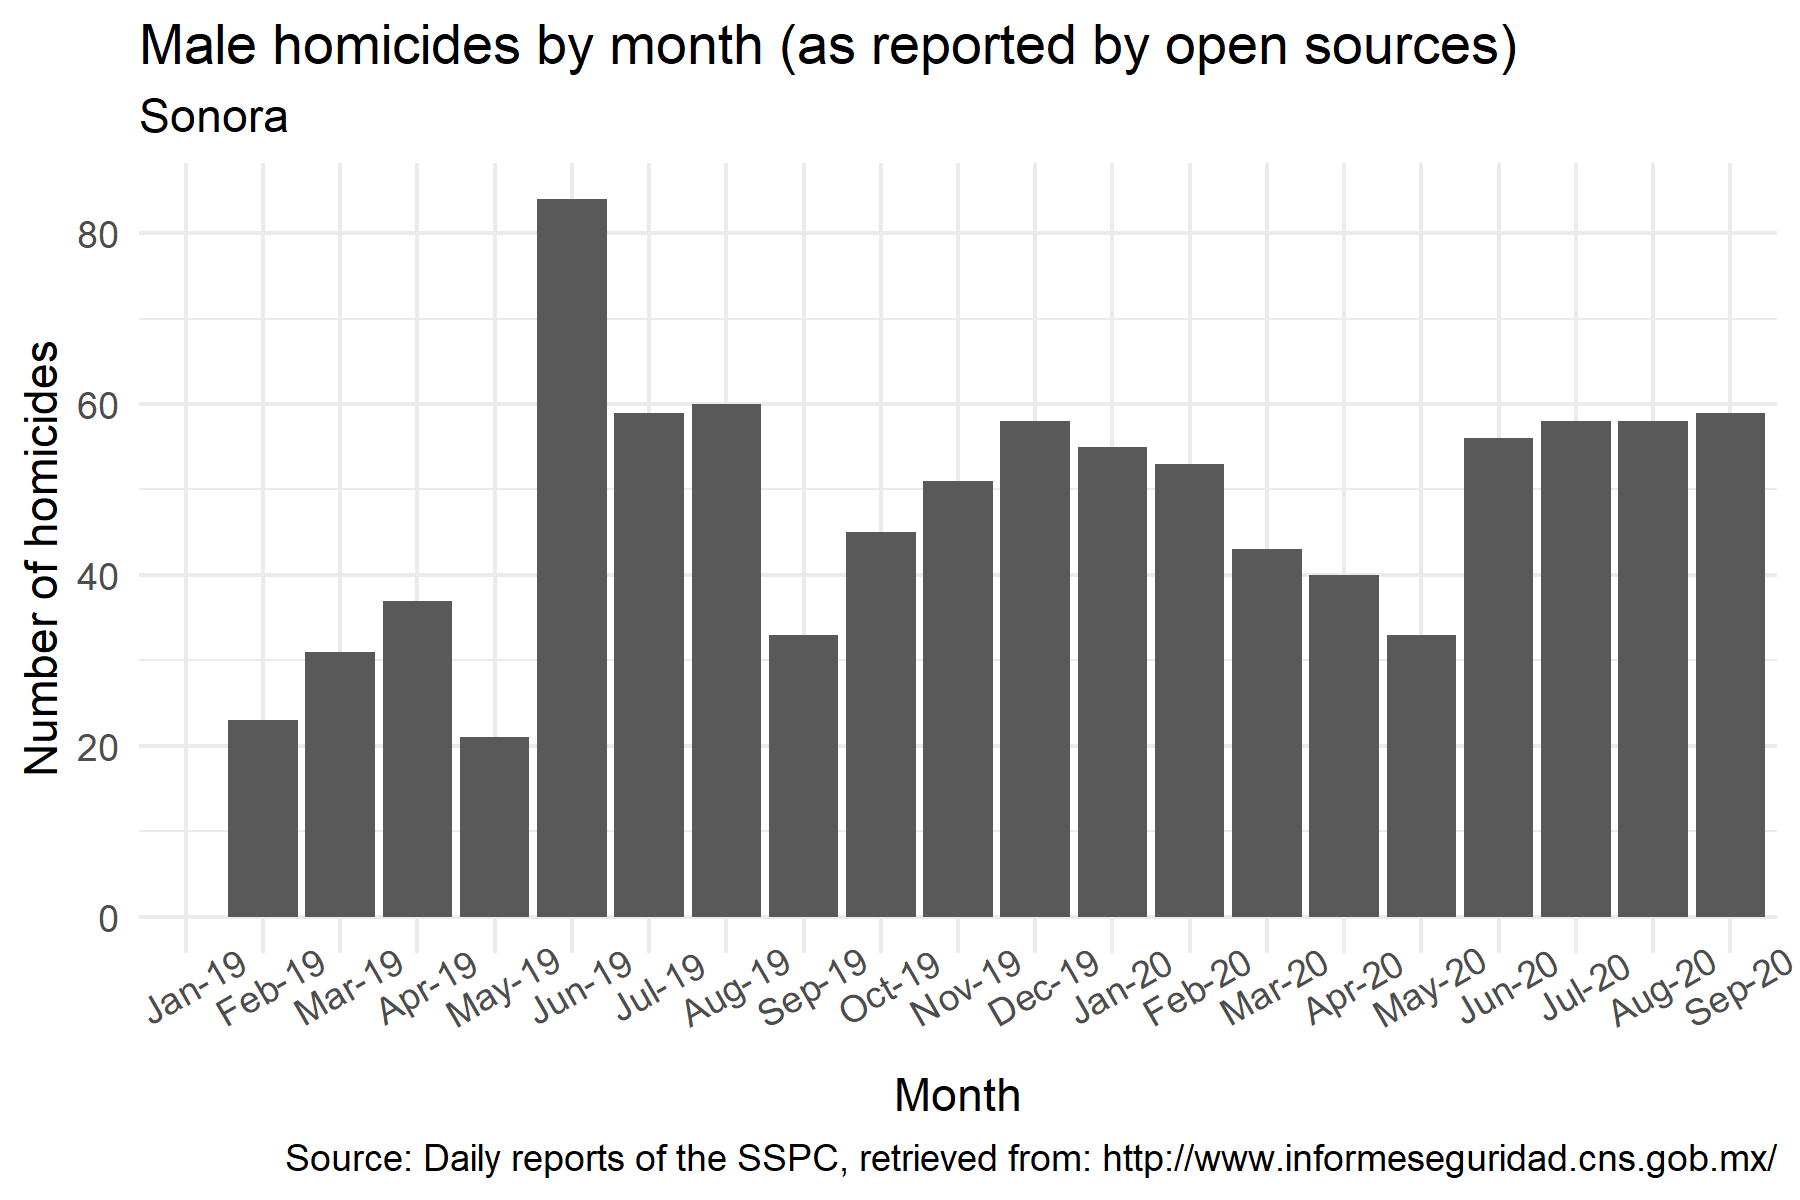 Male homicides by month (as reported by open sources)
Sonora
Number of homicides
80
60
40
20
0
Jan-19
Feb-19
Mar-19
Apr-19
May-19
Jun-19
Jul-19
Aug-19
Sep-19
Oct-19
Nov-19
Dec-19
Jan-20
Feb-20
Mar-20
Apr-20
May-20
Jun-20
Jul-20
Aug-20
Sep-20
Month
Source: Daily reports of the SSPC, retrieved from: http://www.informeseguridad.cns.gob.mx/